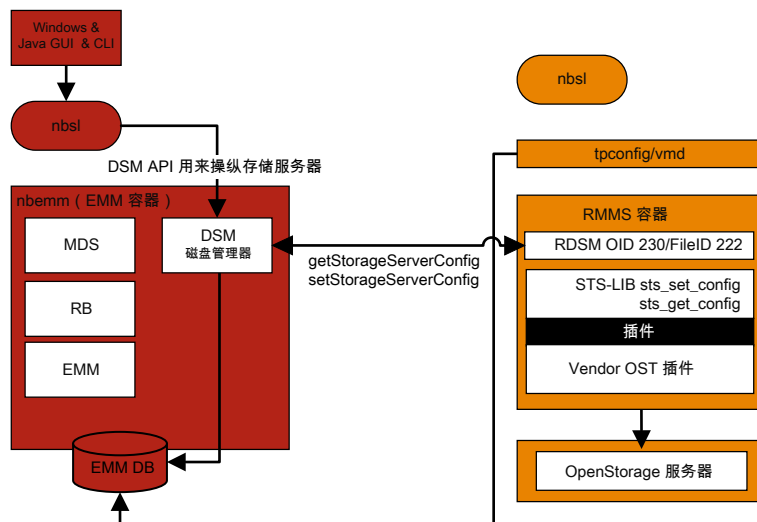 Windows &
Java GUI & CLI
nbsl
DSM API 用来操纵存储服务器
nbemm（EMM 容器）
MDS
RB
EMM
DSM
磁盘管理器
EMM DB
getStorageServerConfig
setStorageServerConfig
nbsl
tpconfig/vmd
RMMS 容器
RDSM OID 230/FileID 222
STS-LIB sts_set_config
sts_get_config
插件
Vendor OST 插件
OpenStorage 服务器